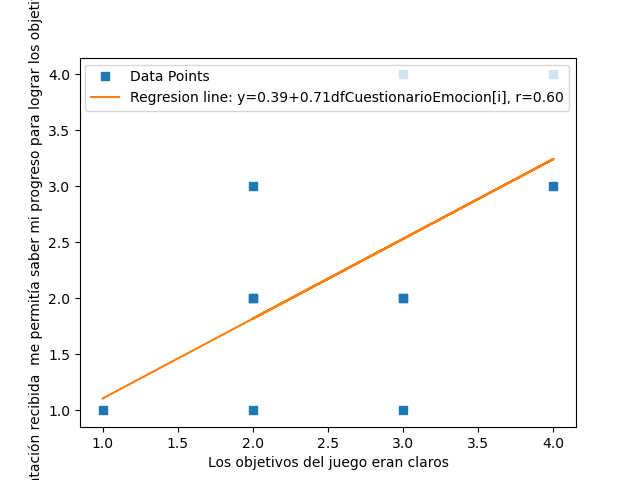 Data Points
Regresion line: y=0.39+0.71dfCuestionarioEmocion[i], r=0.60
4.0
3.5
3.0
2.5
2.0
1.5
1.0
1.0 1.5 2.0 2.5 3.0 3.5 4.0
Los objetivos del juego eran claros
recibida me permitía saber mi progreso para lograr los